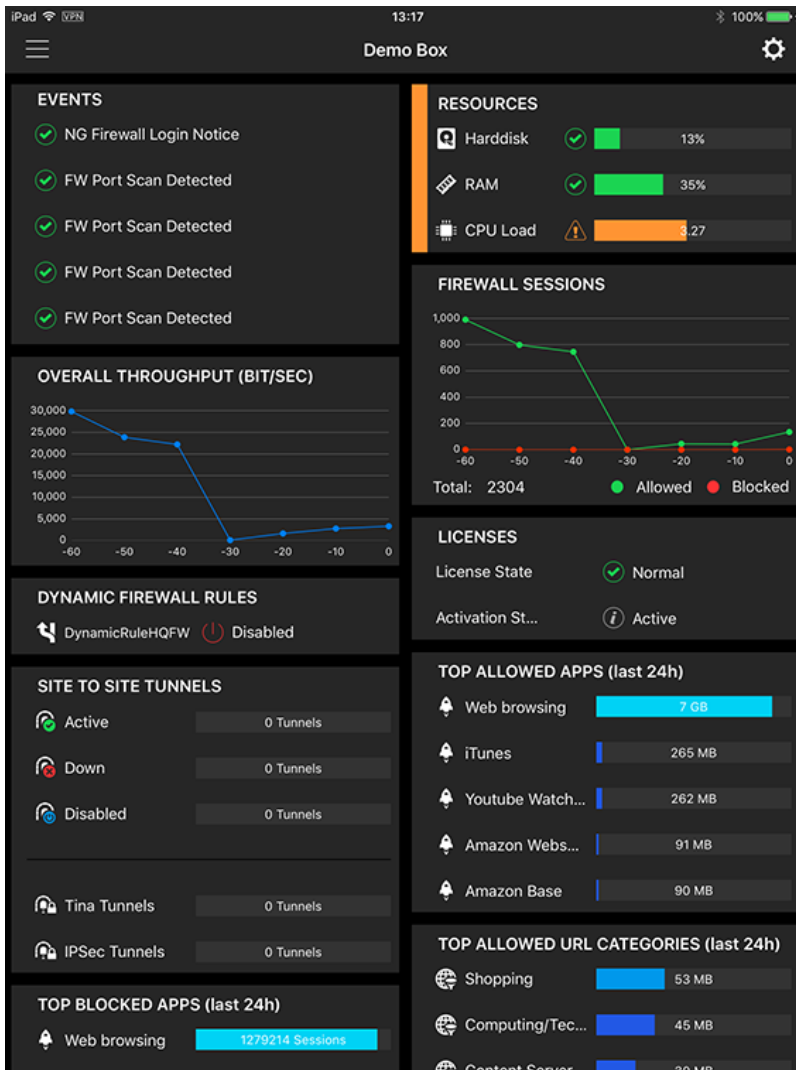 iPad VPN 13:17 100%
Demo Box
EVENTS
NG Firewall Login Notice
FW Port Scan Detected
FW Port Scan Detected
FW Port Scan Detected
FW Port Scan Detected
OVERALL THROUGHPUT (BIT/SEC)
30,000
25,000
20,000
15,000
10,000
5,000
0
-60 -50 -40 -30 -20 -10 0
DYNAMIC FIREWALL RULES
DynamicRuleHQFW Disabled
SITE TO SITE TUNNELS
Active 0 Tunnels
Down 0 Tunnels
Disabled 0 Tunnels
Tina Tunnels 0 Tunnels
IPSec Tunnels 0 Tunnels
TOP BLOCKED APPS (last 24h)
Web browsing 1279214 Sessions
RESOURCES
Harddisk 13%
RAM 35%
CPU Load 3.27
FIREWALL SESSIONS
1,000
800
600
400
200
0
-60 -50 -40 -30 -20 -10 0
Total: 2304 Allowed Blocked
LICENSES
License State Normal
Activation St... Active
TOP ALLOWED APPS (last 24h)
Web browsing 7 GB
iTunes 265 MB
Youtube Watch... 262 MB
Amazon Webs... 91 MB
Amazon Base 90 MB
TOP ALLOWED URL CATEGORIES (last 24h)
Shopping 53 MB
Computing/Tec... 45 MB
Content Server